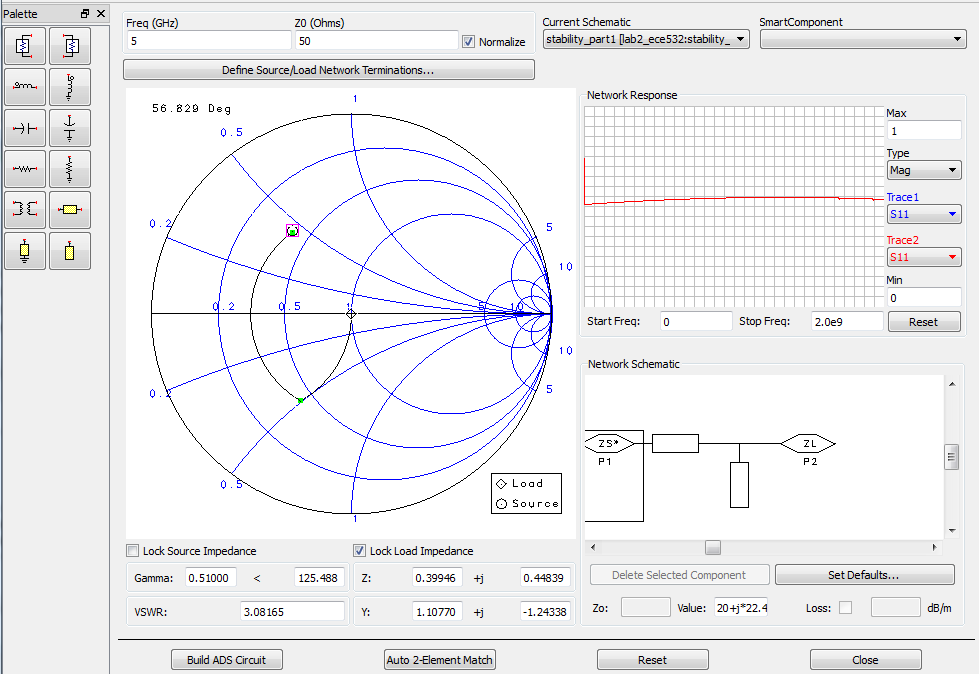 Palette
Freq (GHz)
Z0 (Ohms)
5
50
Normalize
Current Schematic
stability_part1 [lab2_ece532:stability_
SmartComponent
Define Source/Load Network Terminations...
56.829 Deg
1
0.5
0.2
5
10
0.2
0.5
1
5
10
10
0.2
5
0.5
1
Load
Source
Network Response
Max
1
Type
Mag
Trace1
S11
Trace2
S11
Min
0
Start Freq:
0
Stop Freq:
2.0e9
Reset
Network Schematic
ZS*
P1
ZL
P2
Lock Source Impedance
Lock Load Impedance
Gamma:
0.51000
<
125.488
Z:
0.39946
+j
0.44839
VSWR:
3.08165
Y:
1.10770
+j
-1.24338
Delete Selected Component
Set Defaults...
Zo:
Value:
20+j*22.4
Loss:
dB/m
Build ADS Circuit
Auto 2-Element Match
Reset
Close